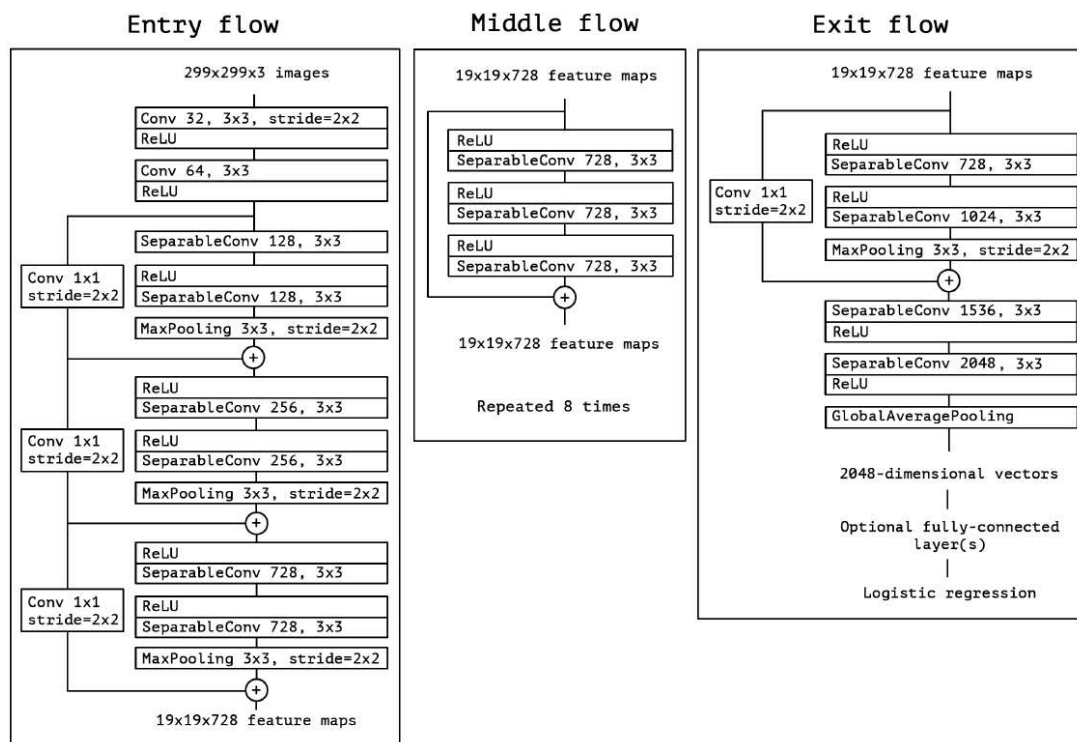 Entry flow
299x299x3 images
Conv 32, 3x3, stride=2x2
ReLU
Conv 64, 3x3
ReLU
SeparableConv 128, 3x3
Conv 1x1
stride=2x2
ReLU
SeparableConv 128, 3x3
MaxPooling 3x3, stride=2x2
+
ReLU
SeparableConv 256, 3x3
Conv 1x1
stride=2x2
ReLU
SeparableConv 256, 3x3
MaxPooling 3x3, stride=2x2
+
ReLU
SeparableConv 728, 3x3
Conv 1x1
stride=2x2
ReLU
SeparableConv 728, 3x3
MaxPooling 3x3, stride=2x2
+
19x19x728 feature maps
Middle flow
19x19x728 feature maps
ReLU
SeparableConv 728, 3x3
ReLU
SeparableConv 728, 3x3
ReLU
SeparableConv 728, 3x3
+
19x19x728 feature maps
Repeated 8 times
Exit flow
19x19x728 feature maps
ReLU
SeparableConv 728, 3x3
Conv 1x1
stride=2x2
ReLU
SeparableConv 1024, 3x3
MaxPooling 3x3, stride=2x2
+
SeparableConv 1536, 3x3
ReLU
SeparableConv 2048, 3x3
ReLU
GlobalAveragePooling
2048-dimensional vectors
Optional fully-connected
layer(s)
Logistic regression